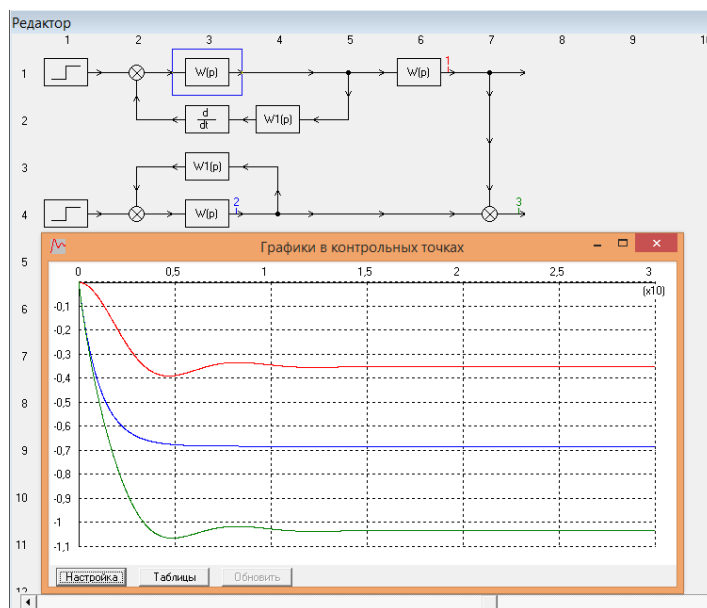 Редактор
1 2 3 4 5 6 7 8 9 10
1 W(p) W(p) 1
2 d/dt W1(p)
3 W1(p)
4 W(p) 2 3
Графики в контрольных точках
5 0 0,5 1 1,5 2 2,5 3
(x10)
6 -0,1
-0,2
-0,3
7 -0,4
-0,5
8 -0,6
9 -0,7
-0,8
10 -0,9
-1
11 -1,1
Настройка Таблицы Обновить
12